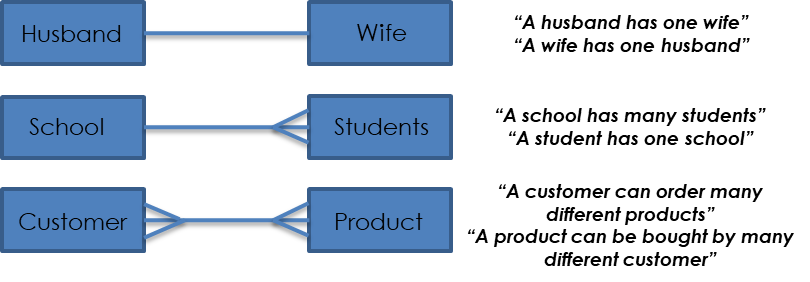 Husband
Wife
“A husband has one wife”
“A wife has one husband”
School
Students
“A school has many students”
“A student has one school”
Customer
Product
“A customer can order many
different products”
“A product can be bought by many
different customer”